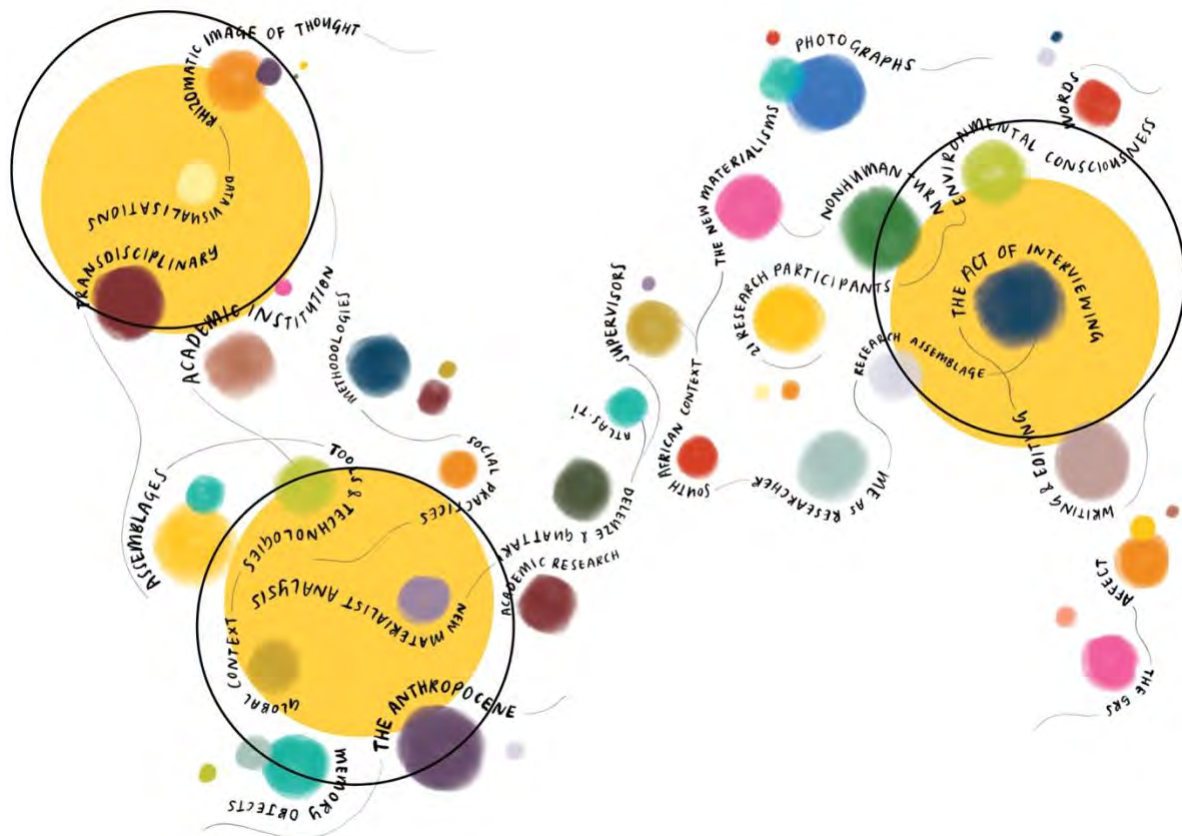 RHIZOMATIC IMAGE OF THOUGHT
DATA VISUALISATIONS
TRANSDISCIPLINARY
ACADEMIC INSTITUTION
METHODOLOGIES
ASSEMBLAGES
TOOLS & TECHNOLOGIES
SOCIAL PRACTICES
NEW MATERIALIST ANALYSIS
GLOBAL CONTEXT
MEMORY OBJECTS
THE ANTHROPOCENE
ACADEMIC RESEARCH
DELEUZE & GUATTARI
ATLAS.TI
SUPERVISORS
SOUTH AFRICAN CONTEXT
THE NEW MATERIALISMS
PHOTOGRAPHS
NONHUMAN TURN
21 RESEARCH PARTICIPANTS
ME AS RESEARCHER
RESEARCH ASSEMBLAGE
THE ACT OF INTERVIEWING
ENVIRONMENTAL CONSCIOUSNESS
WORDS
WRITING & EDITING
AFFECT
THE 5RS